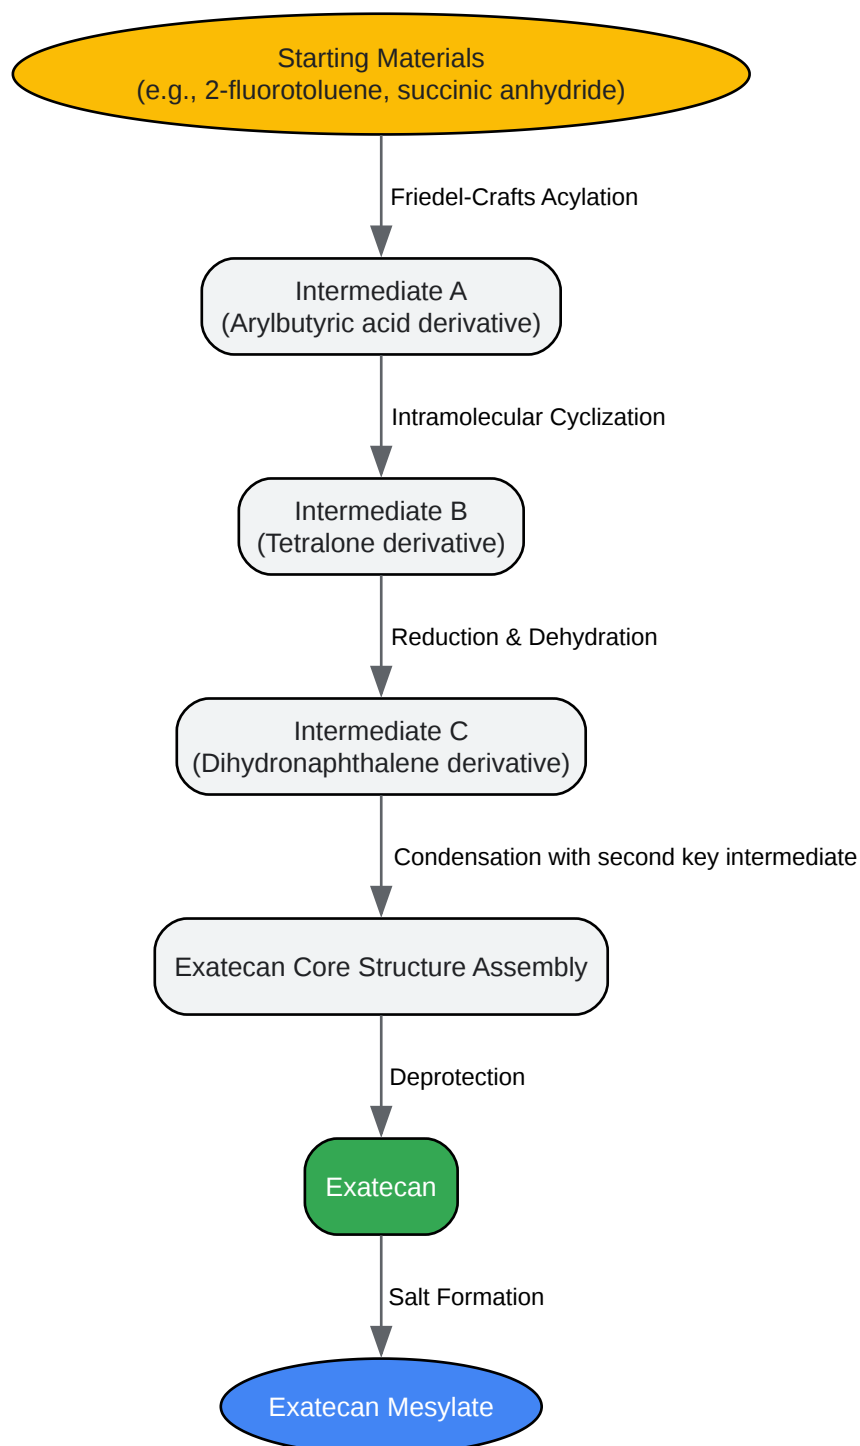 Starting Materials
(e.g., 2-fluorotoluene, succinic anhydride)
Friedel-Crafts Acylation
Intermediate A
(Arylbutyric acid derivative)
Intramolecular Cyclization
Intermediate B
(Tetralone derivative)
Reduction & Dehydration
Intermediate C
(Dihydronaphthalene derivative)
Condensation with second key intermediate
Exatecan Core Structure Assembly
Deprotection
Exatecan
Salt Formation
Exatecan Mesylate